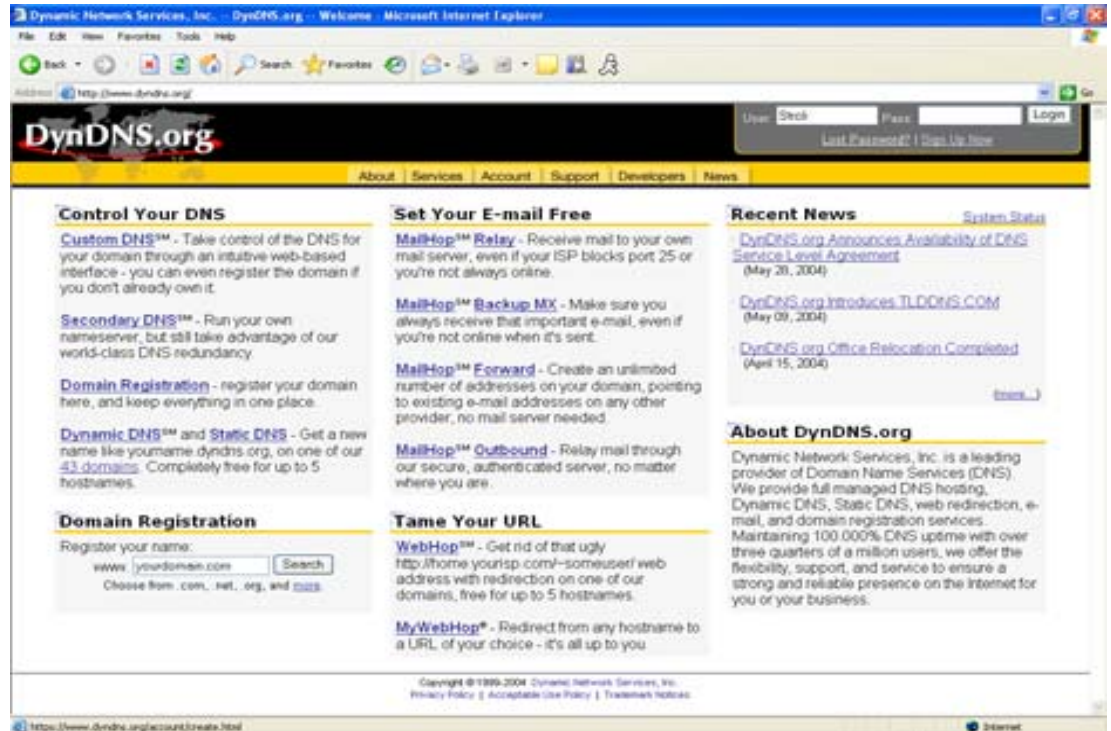 Dynamic Network Services, Inc. -- DynDNS.org -- Welcome - Microsoft Internet Explorer
File Edit View Favorites Tools Help
Back Search Favorites
Address http://www.dyndns.org/ Go
DynDNS.org
User: Pass: Login
Lost Password? | Sign Up Now
About Services Account Support Developers News
Control Your DNS
Custom DNS℠ - Take control of the DNS for
your domain through an intuitive web-based
interface - you can even register the domain if
you don't already own it.
Secondary DNS℠ - Run your own
nameserver, but still take advantage of our
world-class DNS redundancy.
Domain Registration - register your domain
here, and keep everything in one place.
Dynamic DNS℠ and Static DNS - Get a new
name like yourname.dyndns.org, on one of our
43 domains. Completely free for up to 5
hostnames.
Domain Registration
Register your name:
www. yourdomain.com Search
Choose from .com, .net, .org, and more.
Set Your E-mail Free
MailHop℠ Relay - Receive mail to your own
mail server, even if your ISP blocks port 25 or
you're not always online.
MailHop℠ Backup MX - Make sure you
always receive that important e-mail, even if
you're not online when it's sent.
MailHop℠ Forward - Create an unlimited
number of addresses on your domain, pointing
to existing e-mail addresses on any other
provider, no mail server needed.
MailHop℠ Outbound - Relay mail through
our secure, authenticated server, no matter
where you are.
Tame Your URL
WebHop℠ - Get rid of that ugly
http://home.yourisp.com/~someuser/ web
address with redirection on one of our
domains, free for up to 5 hostnames.
MyWebHop® - Redirect from any hostname to
a URL of your choice - it's all up to you
Recent News System Status
DynDNS.org Announces Availability of DNS
Service Level Agreement
(May 28, 2004)
DynDNS.org Introduces TLDDNS.COM
(May 09, 2004)
DynDNS.org Office Relocation Completed
(April 15, 2004)
(more...)
About DynDNS.org
Dynamic Network Services, Inc. is a leading
provider of Domain Name Services (DNS).
We provide full managed DNS hosting,
Dynamic DNS, Static DNS, web redirection, e-
mail, and domain registration services.
Maintaining 100.000% DNS uptime with over
three quarters of a million users, we offer the
flexibility, support, and service to ensure a
strong and reliable presence on the Internet for
you or your business.
Copyright © 1999-2004 Dynamic Network Services, Inc.
Privacy Policy | Acceptable Use Policy | Trademark Notices
https://www.dyndns.org/account/create.html Internet